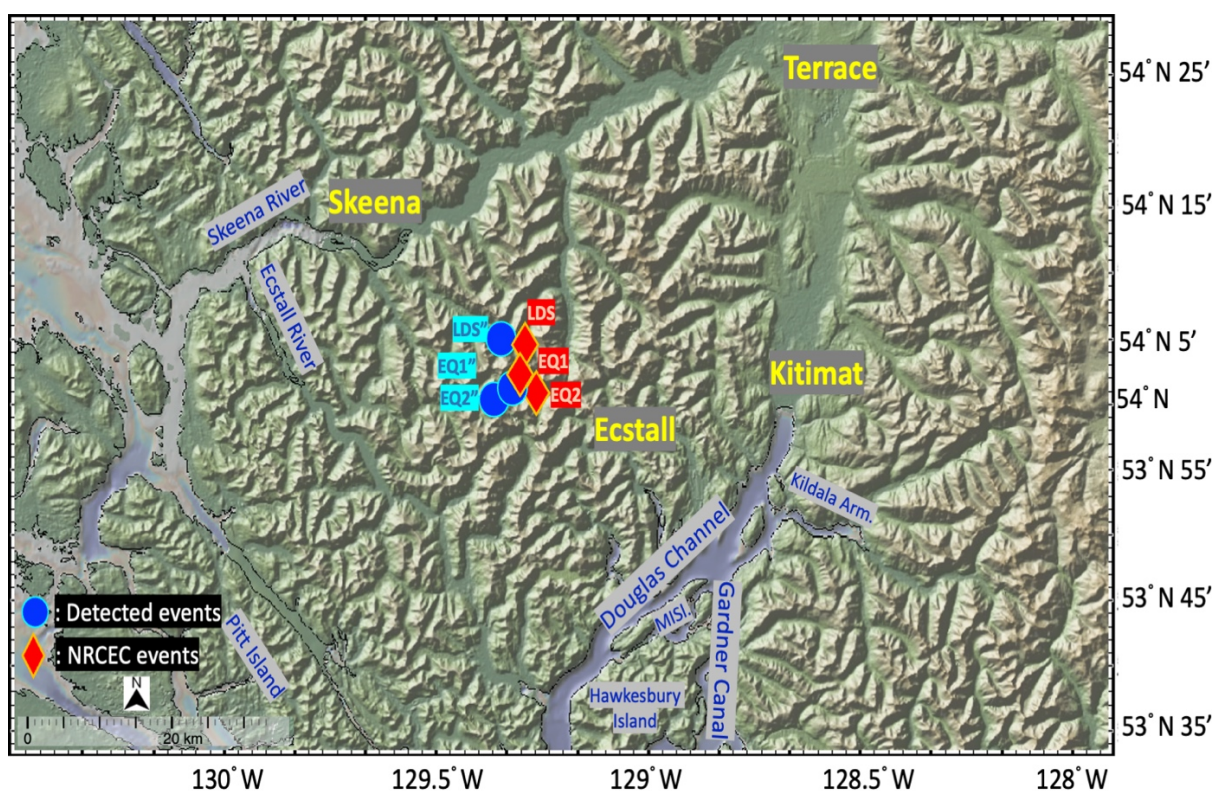 Terrace
54° N 25'
Skeena River
Skeena
54° N 15'
Ecstall River
LDS
LDS"
54° N 5'
EQ1"
EQ1
Kitimat
EQ2"
EQ2
54° N
Ecstall
53° N 55'
Kildala Arm.
Douglas Channel
: Detected events
53° N 45'
Pitt Island
MISI.
Gardner Canal
: NRCEC events
N
Hawkesbury
Island
53° N 35'
0
20 km
130° W
129.5° W
129° W
128.5° W
128° W